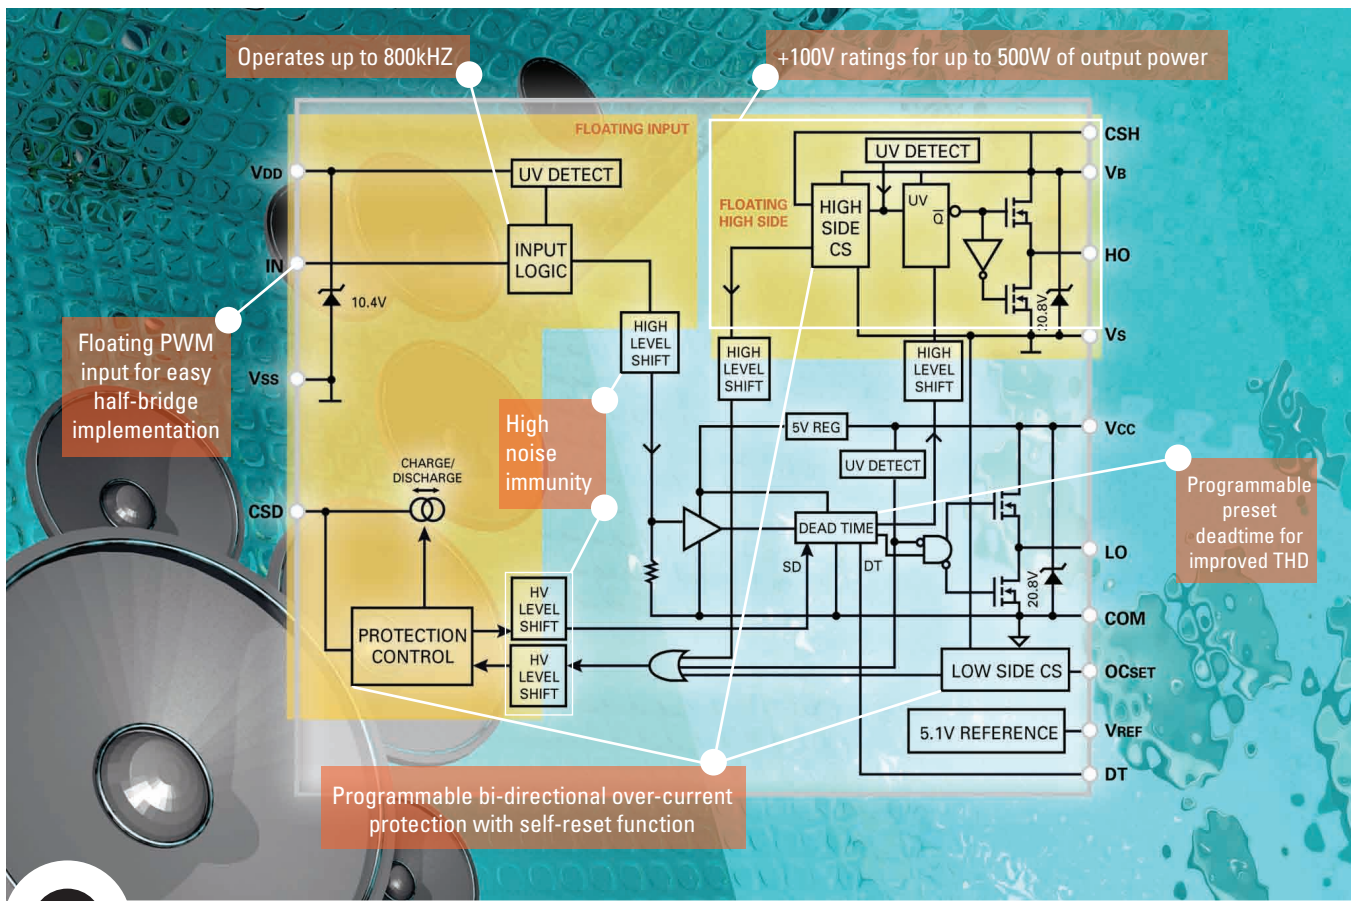 Operates up to 800kHZ
+100V ratings for up to 500W of output power
FLOATING INPUT
CSH
UV DETECT
VDD
UV DETECT
VB
FLOATING
HIGH SIDE
HIGH
SIDE
CS
UV
Q
INPUT
LOGIC
IN
HO
10.4V
20.8V
Floating PWM
input for easy
half-bridge
implementation
HIGH
LEVEL
SHIFT
HIGH
LEVEL
SHIFT
HIGH
LEVEL
SHIFT
VS
VSS
High
noise
immunity
5V REG
VCC
UV DETECT
CHARGE/
DISCHARGE
CSD
DEAD TIME
Programmable
preset
deadtime for
improved THD
SD
DT
LO
20.8V
HV
LEVEL
SHIFT
COM
PROTECTION
CONTROL
HV
LEVEL
SHIFT
LOW SIDE CS
OCSET
5.1V REFERENCE
VREF
DT
Programmable bi-directional over-current
protection with self-reset function